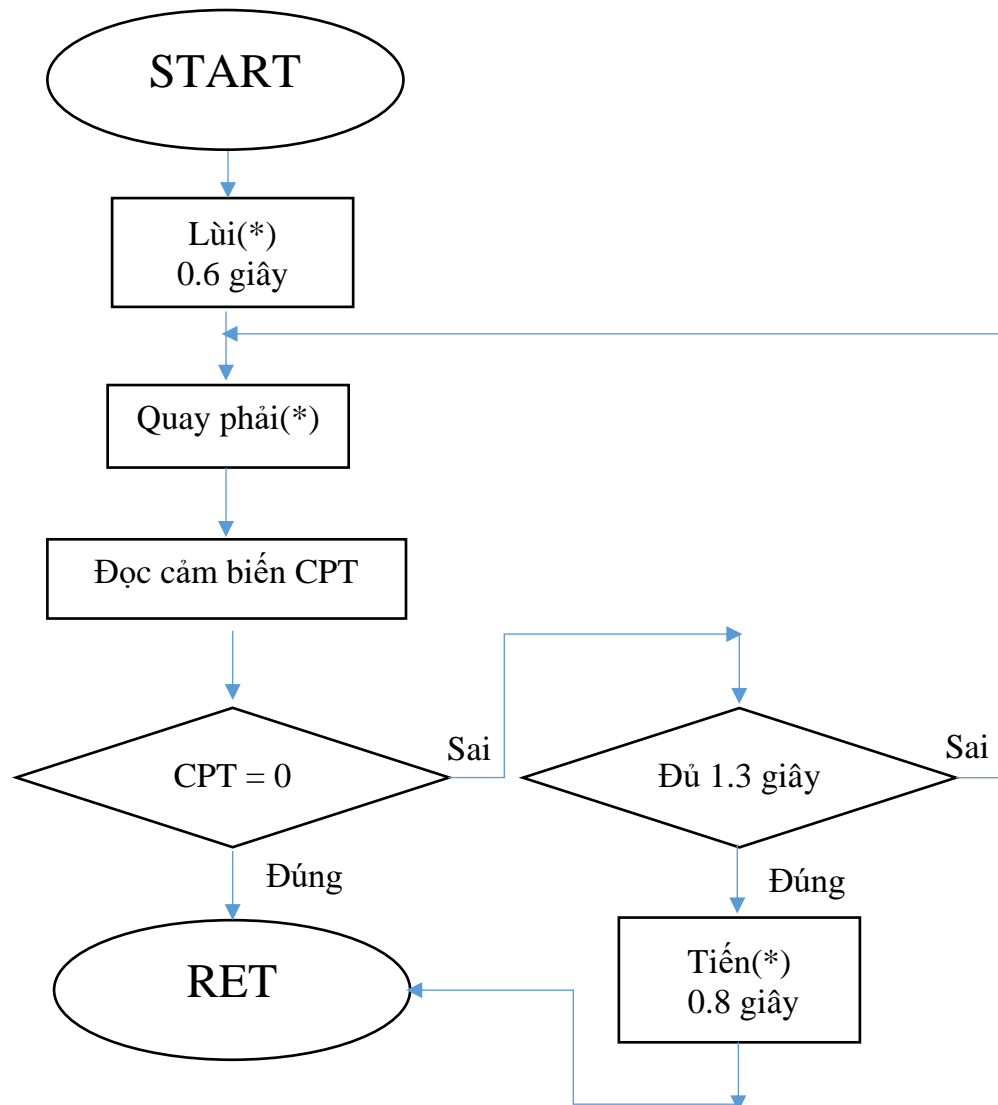 START
Lùi(*)
0.6 giây
Quay phải(*)
Đọc cảm biến CPT
CPT = 0
Sai
Đủ 1.3 giây
Sai
Đúng
Đúng
RET
Tiến(*)
0.8 giây